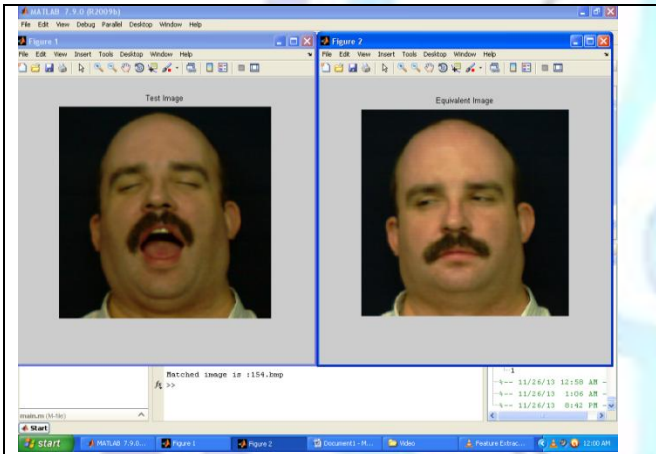 MATLAB 7.9.0 (R2009b)
File Edit View Debug Parallel Desktop Window Help
Figure 1
File Edit View Insert Tools Desktop Window Help
Test Image
Figure 2
File Edit View Insert Tools Desktop Window Help
Equivalent Image
Matched image is :154.bmp
fx >>
1
%-- 11/26/13 12:58 AM -
%-- 11/26/13 1:06 AM -
%-- 11/26/13 8:42 PM -
main.m (M-file)
Start
start
MATLAB 7.9.0...
Figure 1
Figure 2
Document1 - M...
Video
Feature Extrac...
12:00 AM